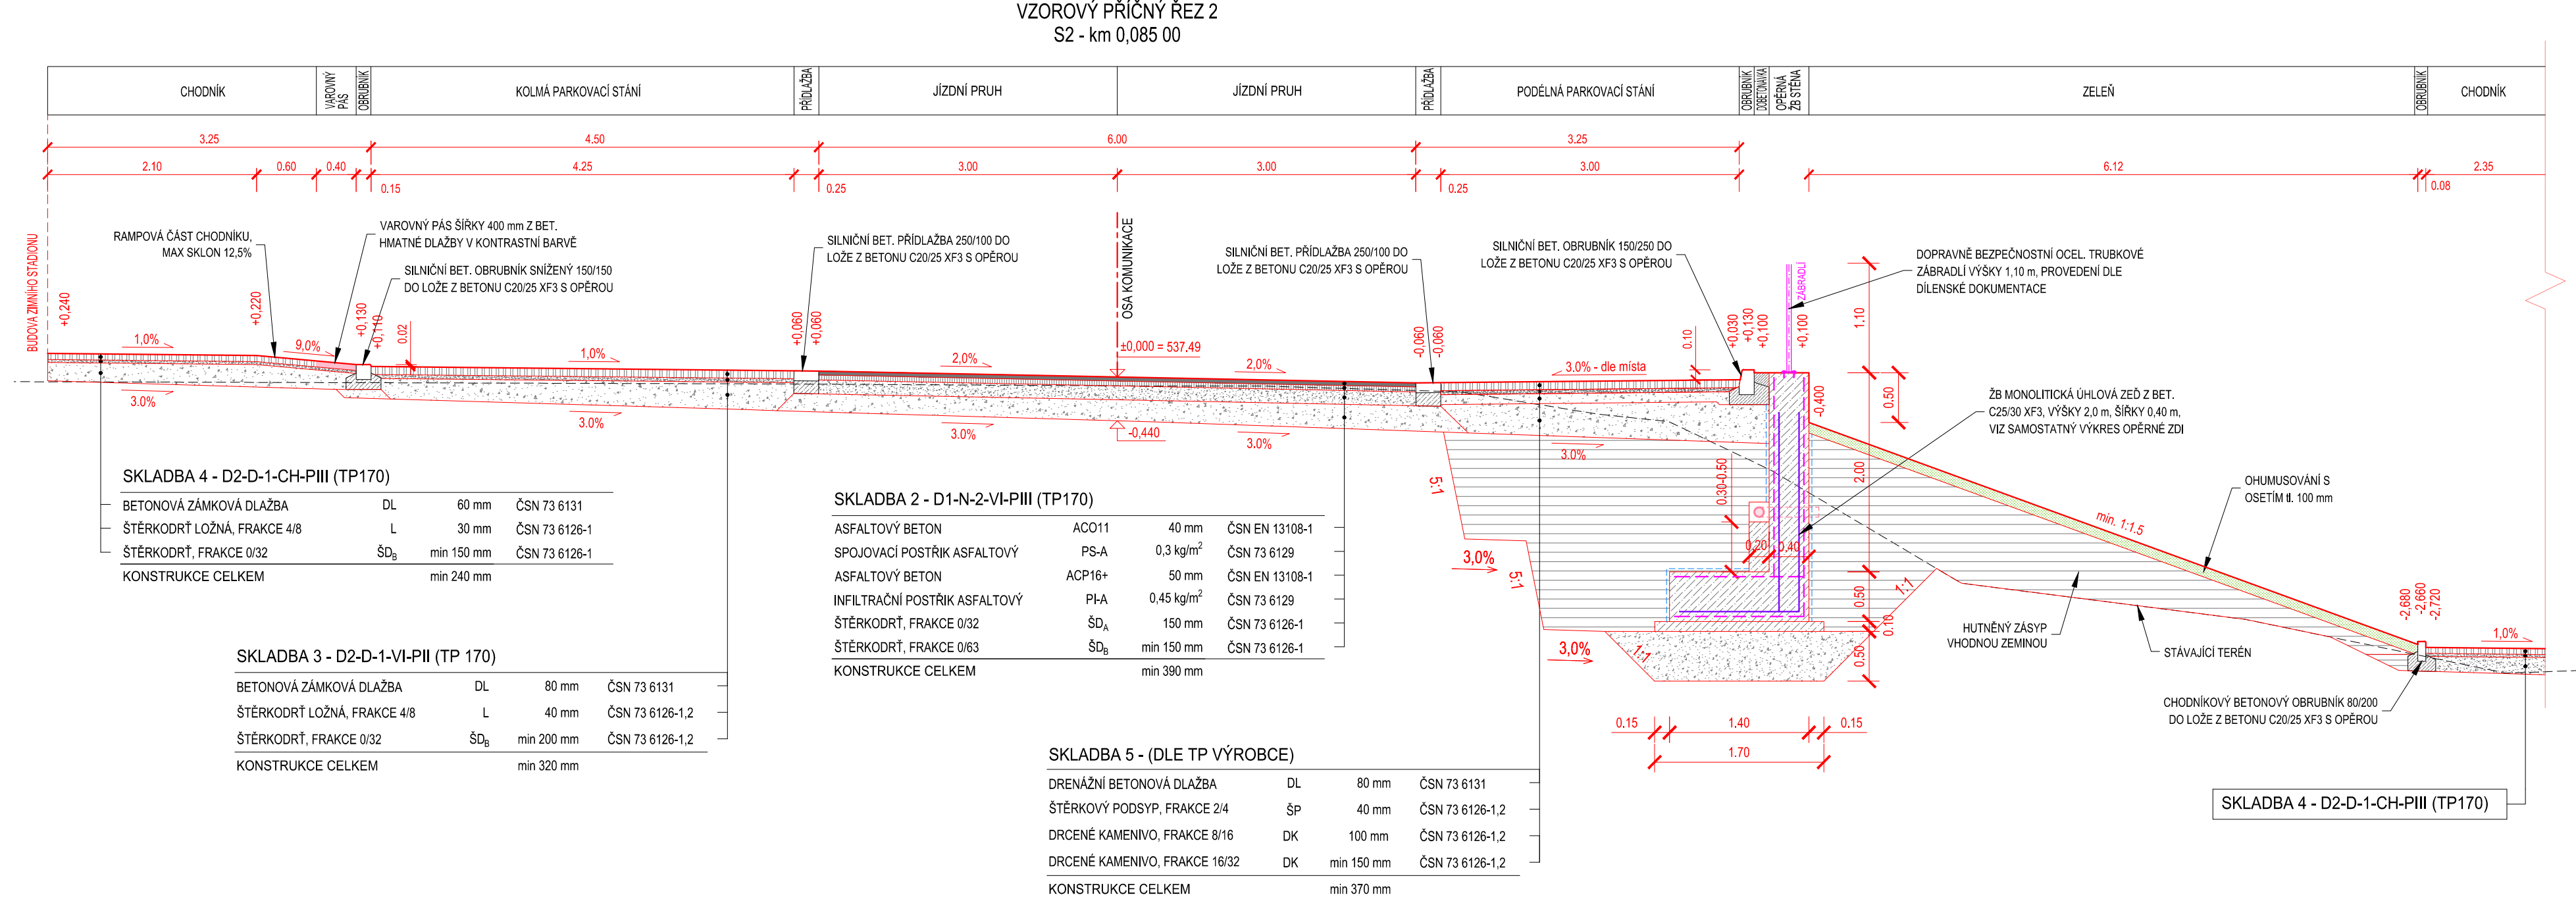 VZOROVÝ PŘÍČNÝ ŘEZ 2
S2 - km 0,085 00
CHODNÍK
VAROVNÝ
PÁS
OBRUBNÍK
KOLMÁ PARKOVACÍ STÁNÍ
PŘÍDLAŽBA
JÍZDNÍ PRUH
JÍZDNÍ PRUH
PŘÍDLAŽBA
PODÉLNÁ PARKOVACÍ STÁNÍ
OBRUBNÍK
DOBETONÁVKA
OPĚRNÁ
ŽB STĚNA
ZELEŇ
OBRUBNÍK
CHODNÍK
3.25
4.50
6.00
3.25
2.10
0.60
0.40
0.15
4.25
0.25
3.00
3.00
0.25
3.00
6.12
0.08
2.35
BUDOVA ZIMNÍHO STADIONU
RAMPOVÁ ČÁST CHODNÍKU,
MAX SKLON 12,5%
VAROVNÝ PÁS ŠÍŘKY 400 mm Z BET.
HMATNÉ DLAŽBY V KONTRASTNÍ BARVĚ
SILNIČNÍ BET. OBRUBNÍK SNÍŽENÝ 150/150
DO LOŽE Z BETONU C20/25 XF3 S OPĚROU
SILNIČNÍ BET. PŘÍDLAŽBA 250/100 DO
LOŽE Z BETONU C20/25 XF3 S OPĚROU
OSA KOMUNIKACE
SILNIČNÍ BET. PŘÍDLAŽBA 250/100 DO
LOŽE Z BETONU C20/25 XF3 S OPĚROU
SILNIČNÍ BET. OBRUBNÍK 150/250 DO
LOŽE Z BETONU C20/25 XF3 S OPĚROU
ZÁBRADLÍ
DOPRAVNĚ BEZPEČNOSTNÍ OCEL. TRUBKOVÉ
ZÁBRADLÍ VÝŠKY 1,10 m, PROVEDENÍ DLE
DÍLENSKÉ DOKUMENTACE
+0,240
+0,220
+0,130
+0,110
0.02
+0,060
+0,060
±0,000 = 537.49
-0,060
-0,060
0.10
+0,030
+0,130
+0,100
+0,100
1.10
1,0%
9,0%
1,0%
2,0%
2,0%
3.0% - dle místa
3.0%
3.0%
3.0%
-0,440
3.0%
3.0%
-0,400
0.50
ŽB MONOLITICKÁ ÚHLOVÁ ZEĎ Z BET.
C25/30 XF3, VÝŠKY 2,0 m, ŠÍŘKY 0,40 m,
VIZ SAMOSTATNÝ VÝKRES OPĚRNÉ ZDI
5:1
0.30-0.50
2.00
OHUMUSOVÁNÍ S
OSETÍM tl. 100 mm
min. 1:1.5
3,0%
5:1
0.20
0.40
0.50
1:1
0.10
3,0%
1:1
0.50
HUTNĚNÝ ZÁSYP
VHODNOU ZEMINOU
STÁVAJÍCÍ TERÉN
-2,680
-2,660
-2,720
1,0%
CHODNÍKOVÝ BETONOVÝ OBRUBNÍK 80/200
DO LOŽE Z BETONU C20/25 XF3 S OPĚROU
0.15
1.40
0.15
1.70
SKLADBA 4 - D2-D-1-CH-PIII (TP170)
BETONOVÁ ZÁMKOVÁ DLAŽBA DL 60 mm ČSN 73 6131
ŠTĚRKODRŤ LOŽNÁ, FRAKCE 4/8 L 30 mm ČSN 73 6126-1
ŠTĚRKODRŤ, FRAKCE 0/32 ŠDB min 150 mm ČSN 73 6126-1
KONSTRUKCE CELKEM min 240 mm
SKLADBA 3 - D2-D-1-VI-PII (TP 170)
BETONOVÁ ZÁMKOVÁ DLAŽBA DL 80 mm ČSN 73 6131
ŠTĚRKODRŤ LOŽNÁ, FRAKCE 4/8 L 40 mm ČSN 73 6126-1,2
ŠTĚRKODRŤ, FRAKCE 0/32 ŠDB min 200 mm ČSN 73 6126-1,2
KONSTRUKCE CELKEM min 320 mm
SKLADBA 2 - D1-N-2-VI-PIII (TP170)
ASFALTOVÝ BETON ACO11 40 mm ČSN EN 13108-1
SPOJOVACÍ POSTŘIK ASFALTOVÝ PS-A 0,3 kg/m² ČSN 73 6129
ASFALTOVÝ BETON ACP16+ 50 mm ČSN EN 13108-1
INFILTRAČNÍ POSTŘIK ASFALTOVÝ PI-A 0,45 kg/m² ČSN 73 6129
ŠTĚRKODRŤ, FRAKCE 0/32 ŠDA 150 mm ČSN 73 6126-1
ŠTĚRKODRŤ, FRAKCE 0/63 ŠDB min 150 mm ČSN 73 6126-1
KONSTRUKCE CELKEM min 390 mm
SKLADBA 5 - (DLE TP VÝROBCE)
DRENÁŽNÍ BETONOVÁ DLAŽBA DL 80 mm ČSN 73 6131
ŠTĚRKOVÝ PODSYP, FRAKCE 2/4 ŠP 40 mm ČSN 73 6126-1,2
DRCENÉ KAMENIVO, FRAKCE 8/16 DK 100 mm ČSN 73 6126-1,2
DRCENÉ KAMENIVO, FRAKCE 16/32 DK min 150 mm ČSN 73 6126-1,2
KONSTRUKCE CELKEM min 370 mm
SKLADBA 4 - D2-D-1-CH-PIII (TP170)